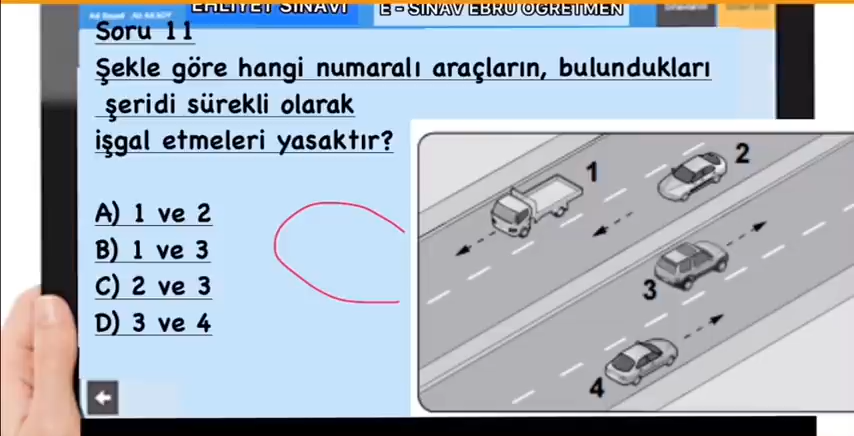 EHLİYET SINAVI
E - SINAV EBRU ÖĞRETMEN
Soru 11
Şekle göre hangi numaralı araçların, bulundukları
şeridi sürekli olarak
işgal etmeleri yasaktır?
A) 1 ve 2
B) 1 ve 3
C) 2 ve 3
D) 3 ve 4
1
2
3
4